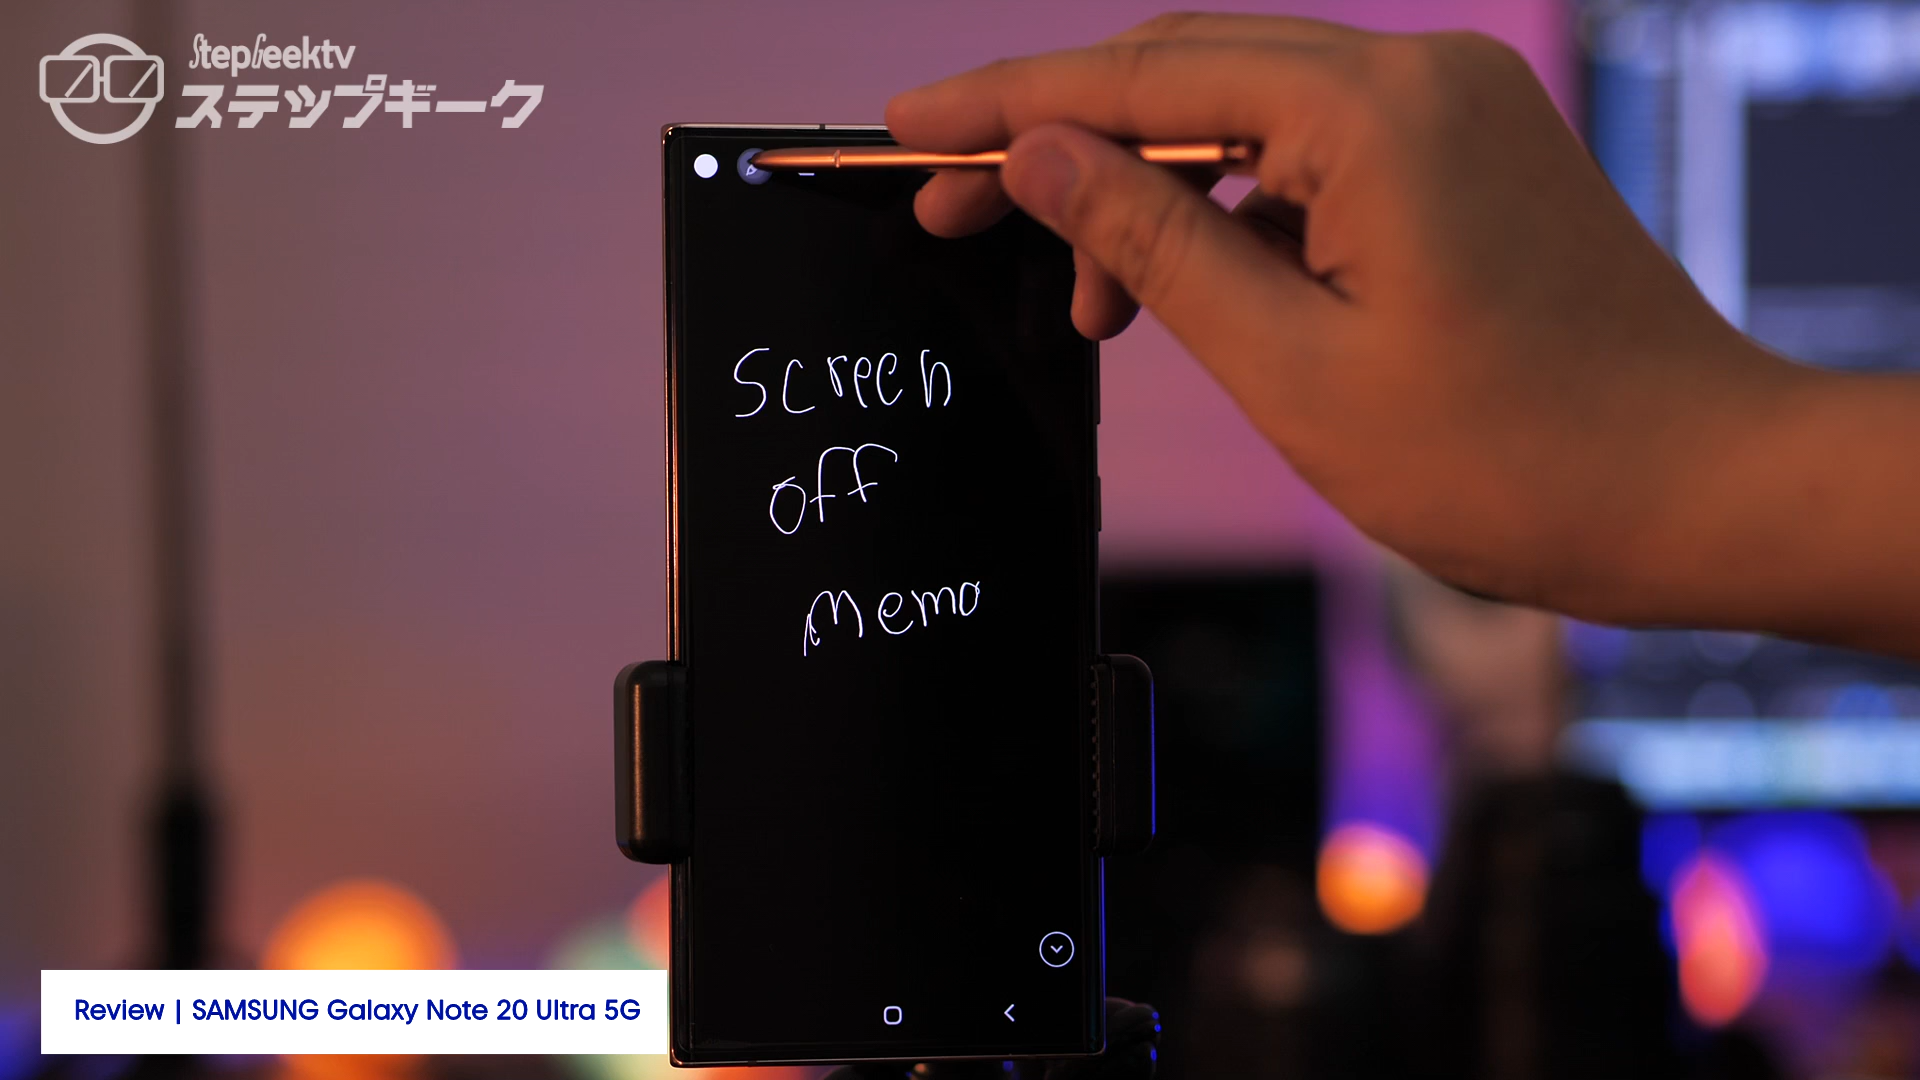 StepGeektv
ステップギーク
Screen
off
Memo
Review | SAMSUNG Galaxy Note 20 Ultra 5G